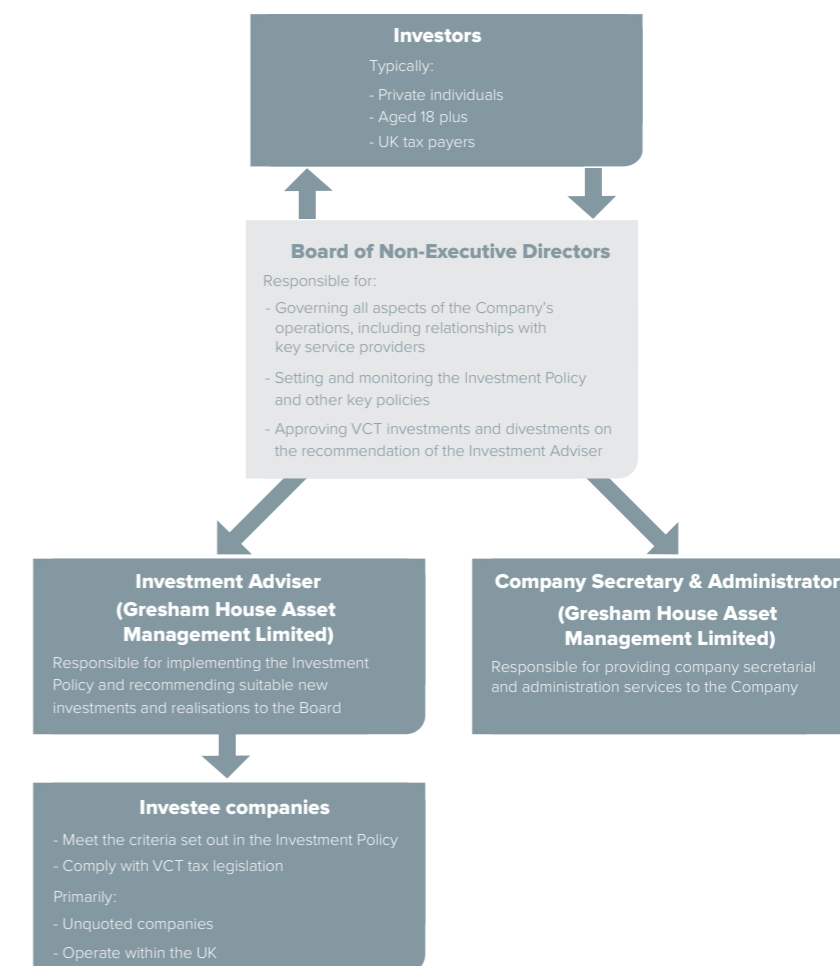 Investors
Typically:
- Private individuals
- Aged 18 plus
- UK tax payers
Board of Non-Executive Directors
Responsible for:
- Governing all aspects of the Company’s
operations, including relationships with
key service providers
- Setting and monitoring the Investment Policy
and other key policies
- Approving VCT investments and divestments on
the recommendation of the Investment Adviser
Investment Adviser
(Gresham House Asset
Management Limited)
Responsible for implementing the Investment
Policy and recommending suitable new
investments and realisations to the Board
Company Secretary & Administrator
(Gresham House Asset
Management Limited)
Responsible for providing company secretarial
and administration services to the Company
Investee companies
- Meet the criteria set out in the Investment Policy
- Comply with VCT tax legislation
Primarily:
- Unquoted companies
- Operate within the UK